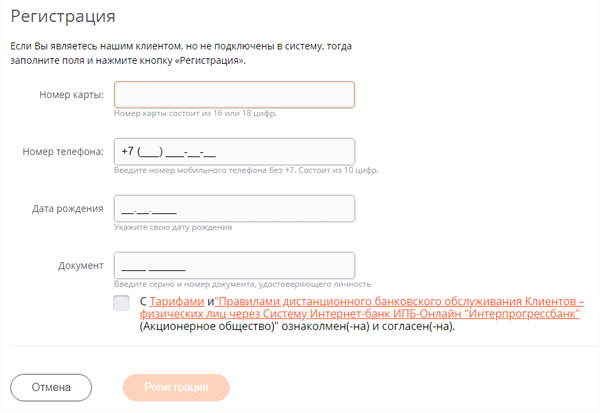 Регистрация
Если Вы являетесь нашим клиентом, но не подключены в систему, тогда
заполните поля и нажмите кнопку «Регистрация».
Номер карты:
Номер карты состоит из 16 или 18 цифр.
Номер телефона: +7 (___) ___-__-__
Введите номер мобильного телефона без +7. Состоит из 10 цифр.
Дата рождения __.__.____
Укажите свою дату рождения
Документ ____ ______
Введите серию и номер документа, удостоверяющего личность
С Тарифами и"Правилами дистанционного банковского обслуживания Клиентов –
физических лиц через Систему Интернет-банк ИПБ-Онлайн "Интерпрогрессбанк"
(Акционерное общество)" ознакомлен(-на) и согласен(-на).
Отмена Регистрация